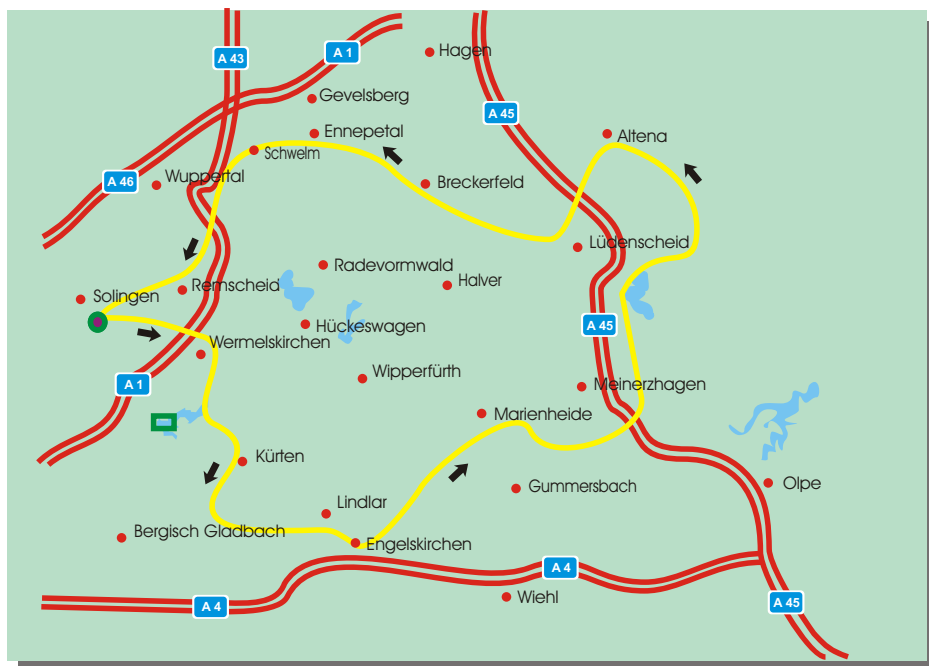 Hagen
A 1
A 43
Gevelsberg
A 45
Ennepetal
Altena
Schwelm
Wuppertal
A 46
Breckerfeld
Lüdenscheid
Radevormwald
Halver
Remscheid
Solingen
Hückeswagen
A 45
Wermelskirchen
Wipperfürth
A 1
Meinerzhagen
Marienheide
Kürten
Olpe
Gummersbach
Lindlar
Bergisch Gladbach
Engelskirchen
A 4
Wiehl
A 45
A 4